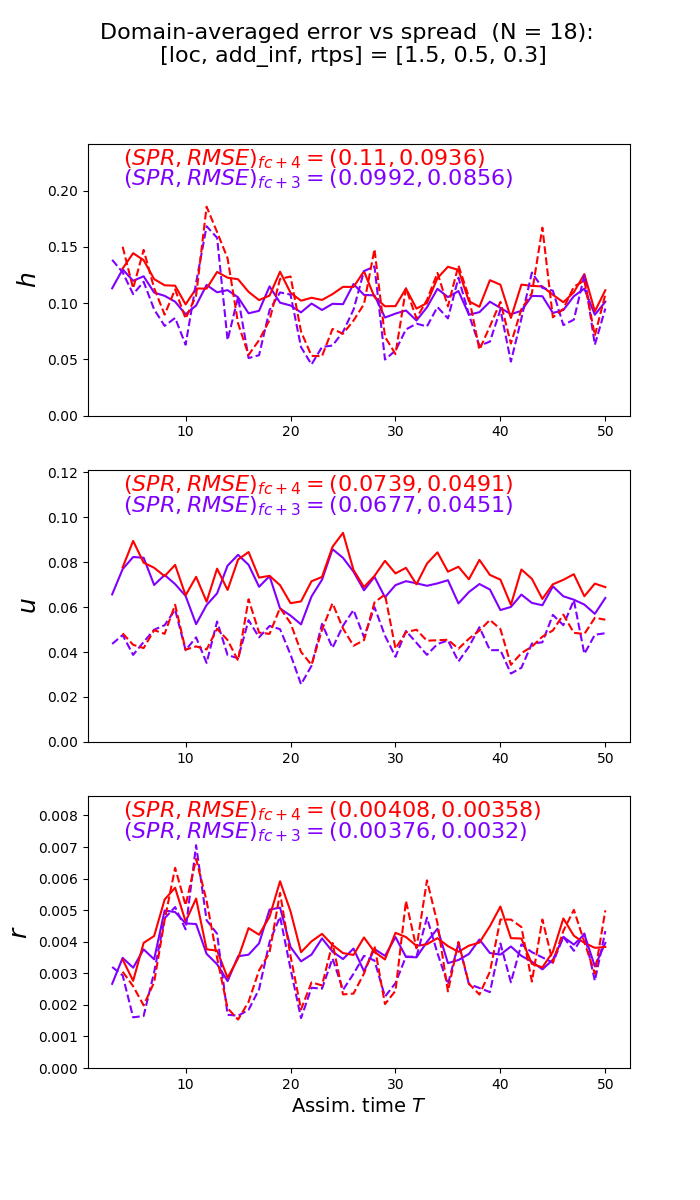 Domain-averaged error vs spread (N = 18):
[loc, add_inf, rtps] = [1.5, 0.5, 0.3]
(SPR, RMSE)fc+4 = (0.11, 0.0936)
(SPR, RMSE)fc+3 = (0.0992, 0.0856)
0.20
0.15
h
0.10
0.05
0.00
10 20 30 40 50
0.12
(SPR, RMSE)fc+4 = (0.0739, 0.0491)
(SPR, RMSE)fc+3 = (0.0677, 0.0451)
0.10
0.08
u
0.06
0.04
0.02
0.00
10 20 30 40 50
(SPR, RMSE)fc+4 = (0.00408, 0.00358)
0.008
(SPR, RMSE)fc+3 = (0.00376, 0.0032)
0.007
0.006
0.005
r
0.004
0.003
0.002
0.001
0.000
10 20 30 40 50
Assim. time T